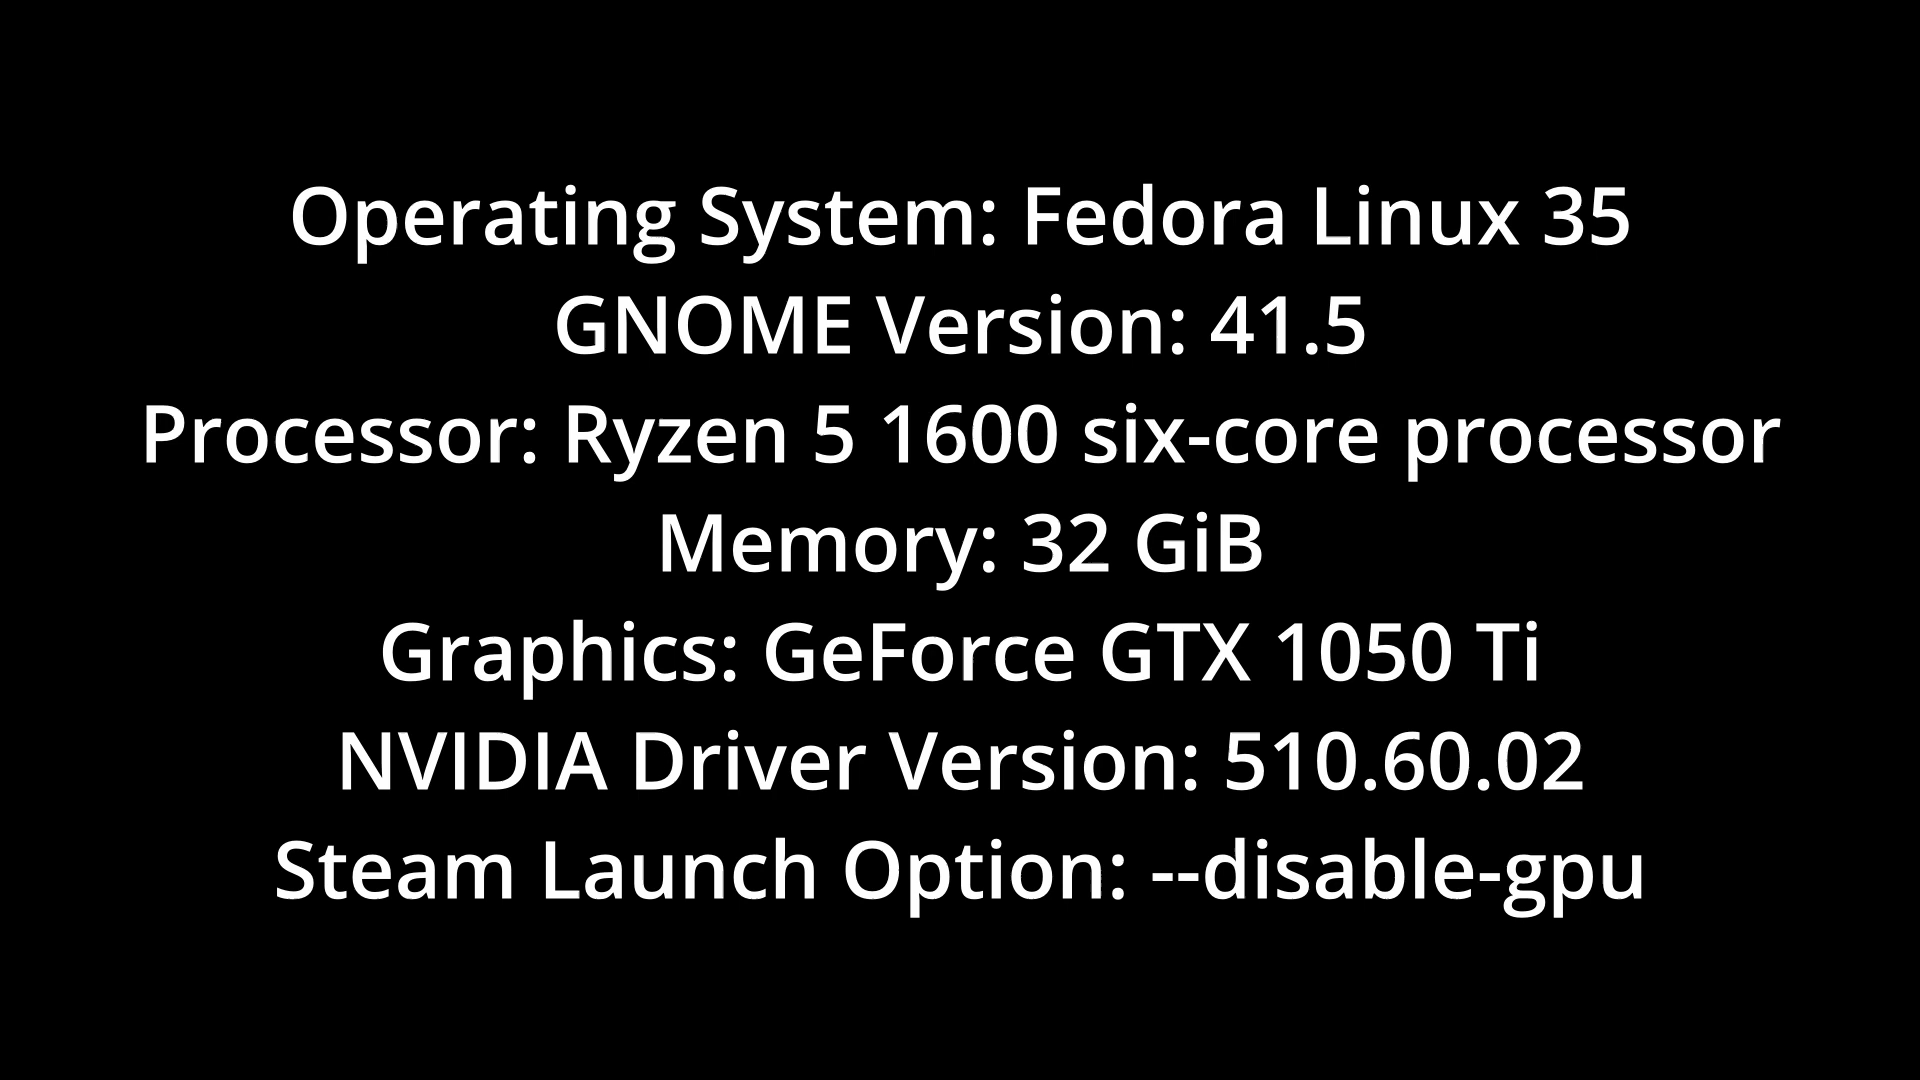 Operating System: Fedora Linux 35
GNOME Version: 41.5
Processor: Ryzen 5 1600 six-core processor
Memory: 32 GiB
Graphics: GeForce GTX 1050 Ti
NVIDIA Driver Version: 510.60.02
Steam Launch Option: --disable-gpu